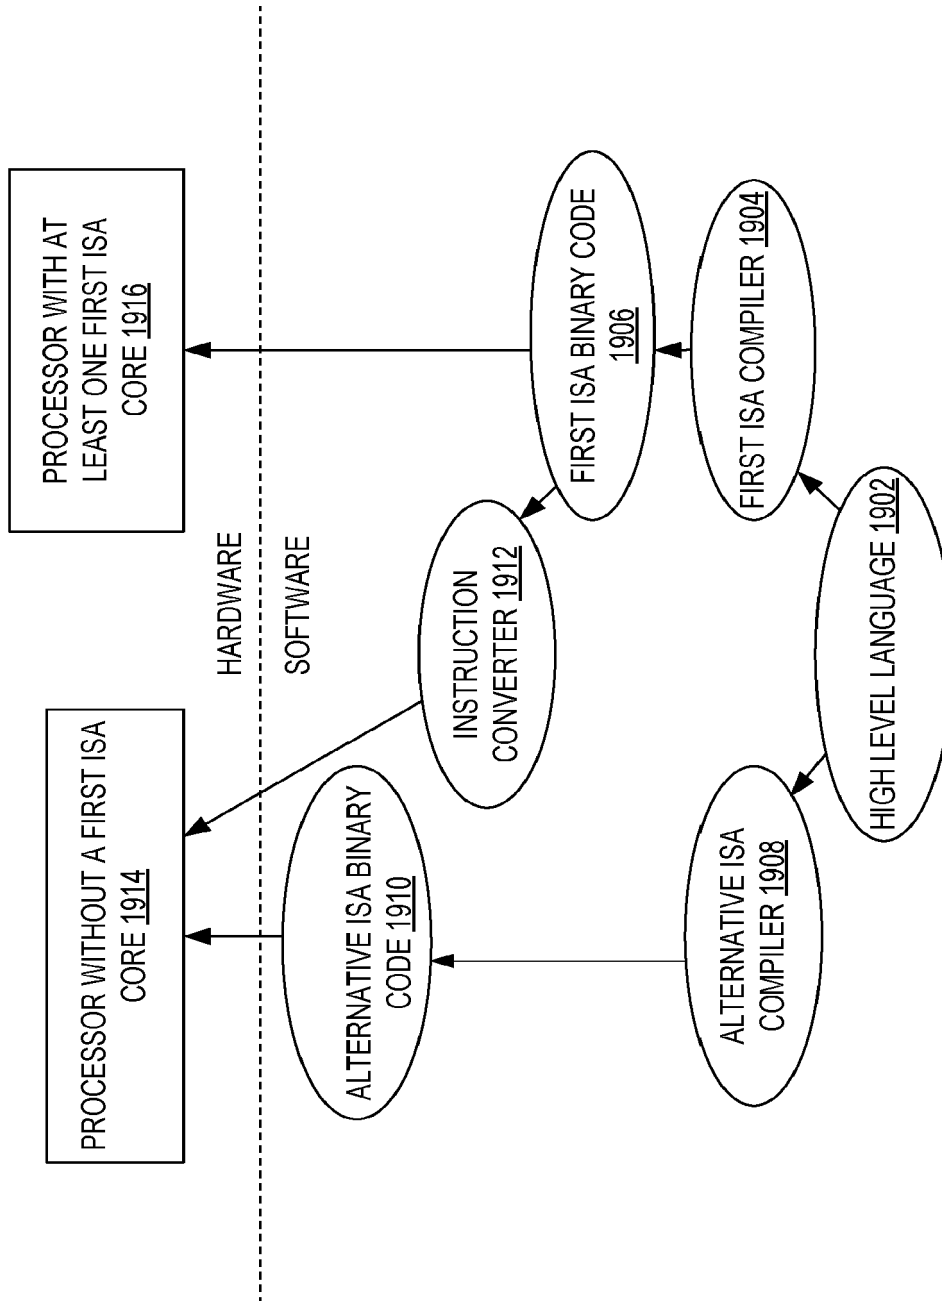 PROCESSOR WITHOUT A FIRST ISA
CORE 1914
PROCESSOR WITH AT
LEAST ONE FIRST ISA
CORE 1916
HARDWARE
SOFTWARE
ALTERNATIVE ISA BINARY
CODE 1910
INSTRUCTION
CONVERTER 1912
FIRST ISA BINARY CODE
1906
ALTERNATIVE ISA
COMPILER 1908
FIRST ISA COMPILER 1904
HIGH LEVEL LANGUAGE 1902